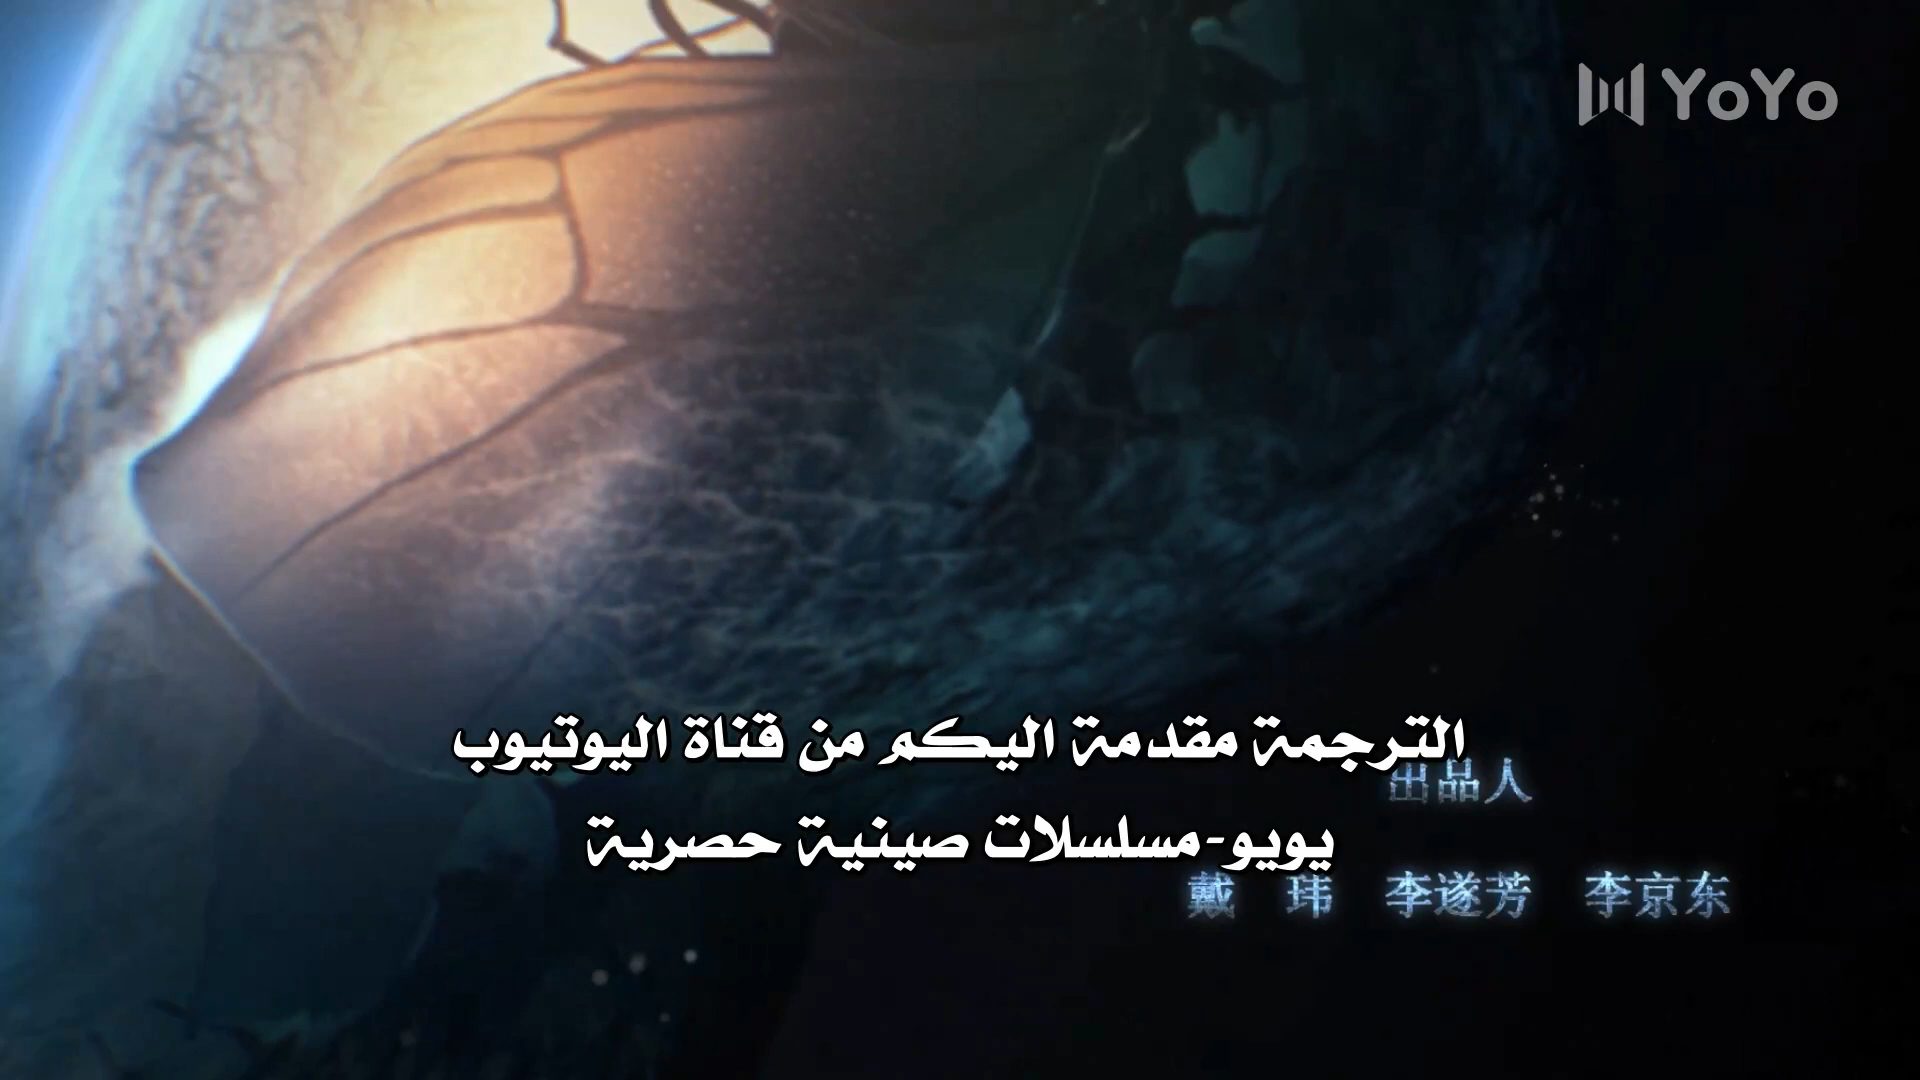 YoYo
الترجمة مقدمة اليكم من قناة اليوتيوب
出品人
يويو-مسلسلات صينية حصرية
戴 玮 李遂芳 李京东